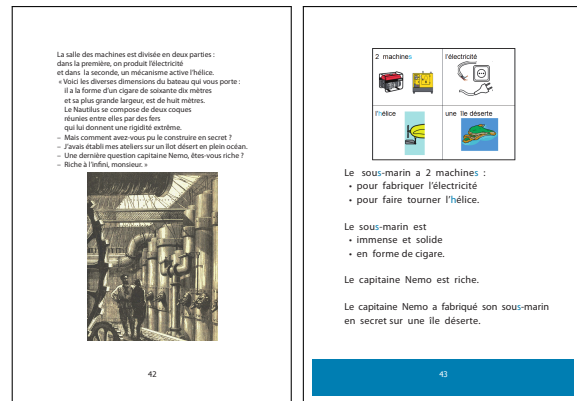 La salle des machines est divisée en deux parties :
dans la première, on produit l'électricité
et dans la seconde, un mécanisme active l'hélice.
« Voici les diverses dimensions du bateau qui vous porte :
il a la forme d'un cigare de soixante dix mètres
et sa plus grande largeur, est de huit mètres.
Le Nautilus se compose de deux coques
réunies entre elles par des fers
qui lui donnent une rigidité extrême.
– Mais comment avez-vous pu le construire en secret ?
– J'avais établi mes ateliers sur un îlot désert en plein océan.
– Une dernière question capitaine Nemo, êtes-vous riche ?
– Riche à l'infini, monsieur. »
42
2 machines
l'électricité
l'hélice
une île déserte
Le sous-marin a 2 machines :
• pour fabriquer l'électricité
• pour faire tourner l'hélice.
Le sous-marin est
• immense et solide
• en forme de cigare.
Le capitaine Nemo est riche.
Le capitaine Nemo a fabriqué son sous-marin
en secret sur une île déserte.
43